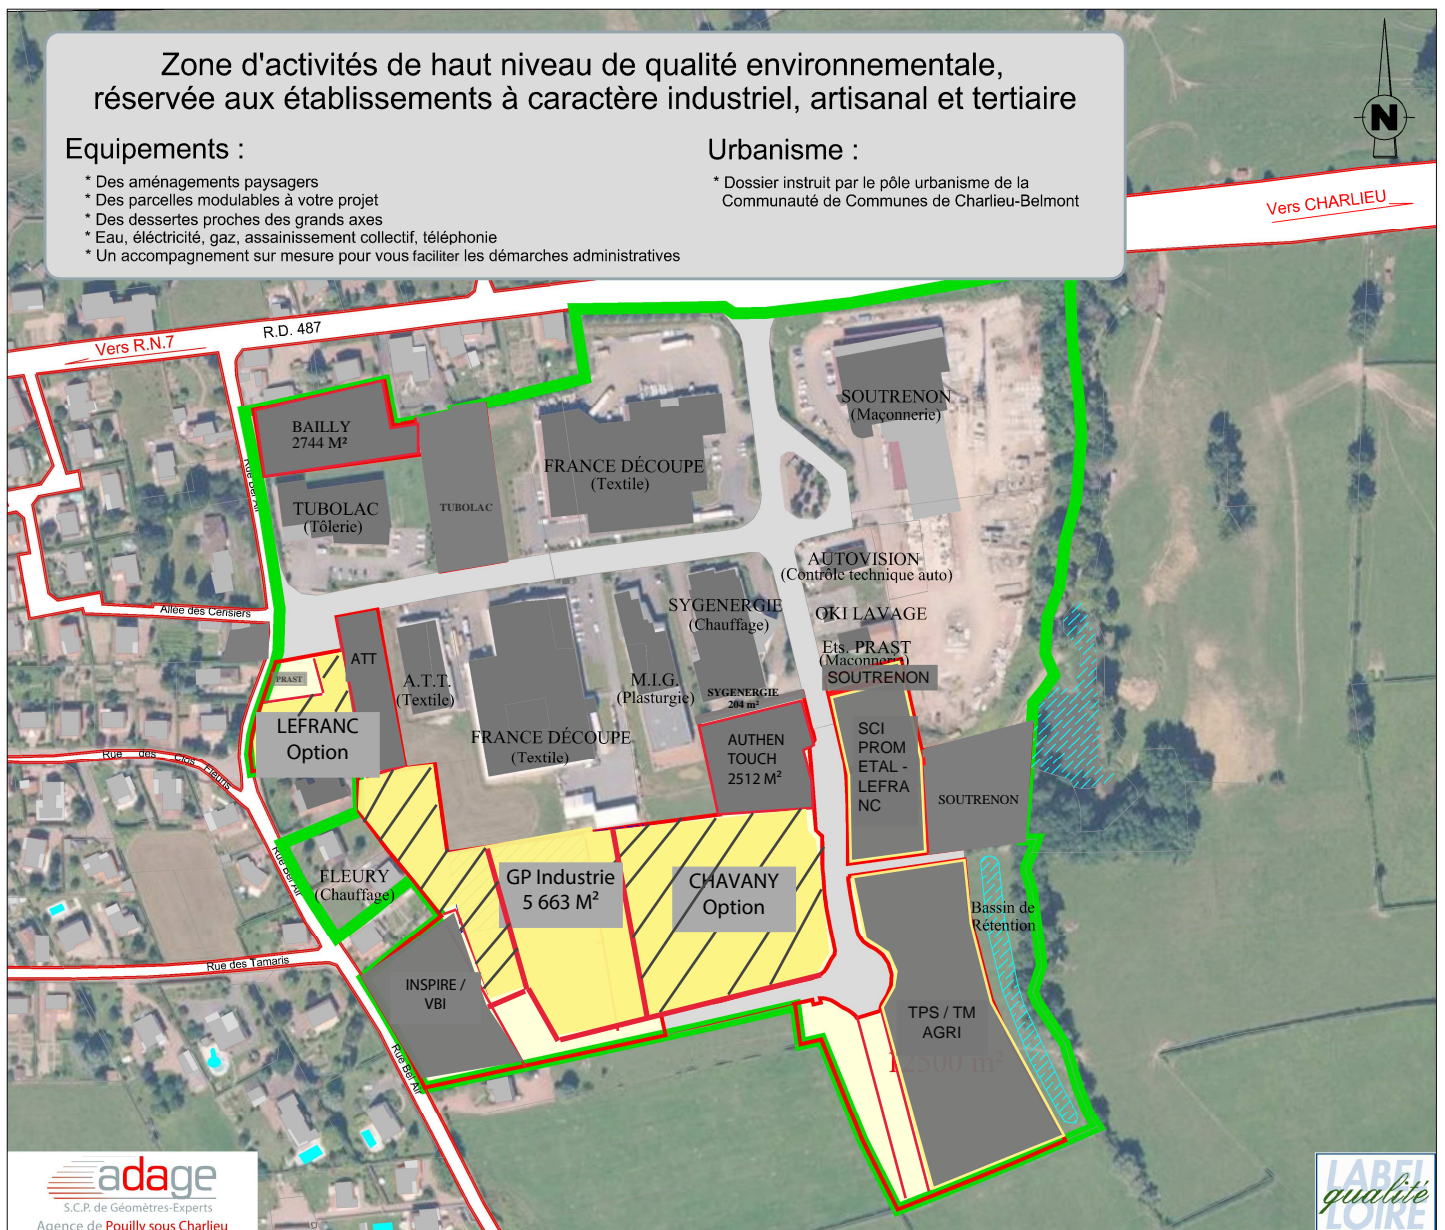 Zone d'activités de haut niveau de qualité environnementale,
réservée aux établissements à caractère industriel, artisanal et tertiaire
Equipements :
* Des aménagements paysagers
* Des parcelles modulables à votre projet
* Des dessertes proches des grands axes
* Eau, éléctricité, gaz, assainissement collectif, téléphonie
* Un accompagnement sur mesure pour vous faciliter les démarches administratives
Urbanisme :
* Dossier instruit par le pôle urbanisme de la
Communauté de Communes de Charlieu-Belmont
N
Vers CHARLIEU
R.D. 487
Vers R.N.7
BAILLY
2744 M²
TUBOLAC
(Tôlerie)
TUBOLAC
FRANCE DÉCOUPE
(Textile)
SOUTRENON
(Maçonnerie)
Rue Bel Air
Allée des Cerisiers
AUTOVISION
(Contrôle technique auto)
OKI LAVAGE
Ets. PRAST
(Maçonnerie)
SOUTRENON
SYGENERGIE
(Chauffage)
SYGENERGIE
204 m²
ATT
A.T.T.
(Textile)
M.I.G.
(Plasturgie)
FRANCE DÉCOUPE
(Textile)
PRAST
LEFRANC
Option
AUTHEN
TOUCH
2512 M²
SCI
PROM
ETAL -
LEFRA
NC
SOUTRENON
Rue des Clos Fleuris
Rue Bel Air
FLEURY
(Chauffage)
GP Industrie
5 663 M²
CHAVANY
Option
Bassin de
Rétention
Rue des Tamaris
INSPIRE /
VBI
TPS / TM
AGRI
12500 m²
Rue Bel Air
adage
S.C.P. de Géomètres-Experts
Agence de Pouilly sous Charlieu
LABEL
qualité
LOIRE